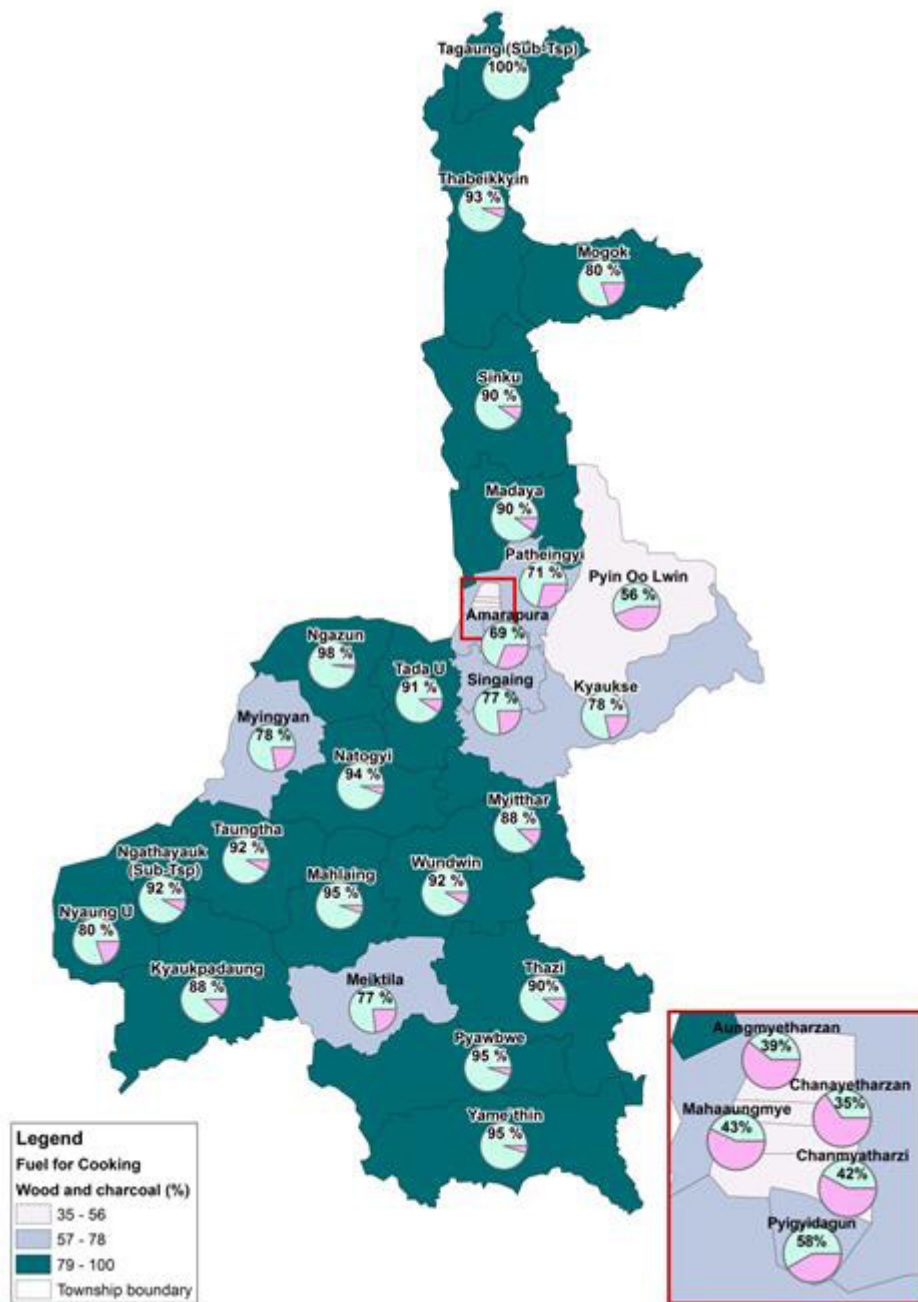 Tagaung (Sub-Tsp)
100%
Thabeikkyin
93 %
Mogok
80 %
Sinku
90 %
Madaya
90 %
Patheingyi
71 %
Pyin Oo Lwin
56 %
Amarapura
69 %
Ngazun
98 %
Tada U
91 %
Singaing
77 %
Kyaukse
78 %
Myingyan
78 %
Natogyi
94 %
Myitthar
88 %
Taungtha
92 %
Ngathayauk
(Sub-Tsp)
92 %
Mahlaing
95 %
Wundwin
92 %
Nyaung U
80 %
Kyaukpadaung
88 %
Meiktila
77 %
Thazi
90%
Pyawbwe
95 %
Yame'thin
95 %
Aungmyetharzan
39%
Chanayetharzan
35%
Mahaaungmye
43%
Chanmyatharzi
42%
Pyigyidagun
58%
Legend
Fuel for Cooking
Wood and charcoal (%)
35 - 56
57 - 78
79 - 100
Township boundary